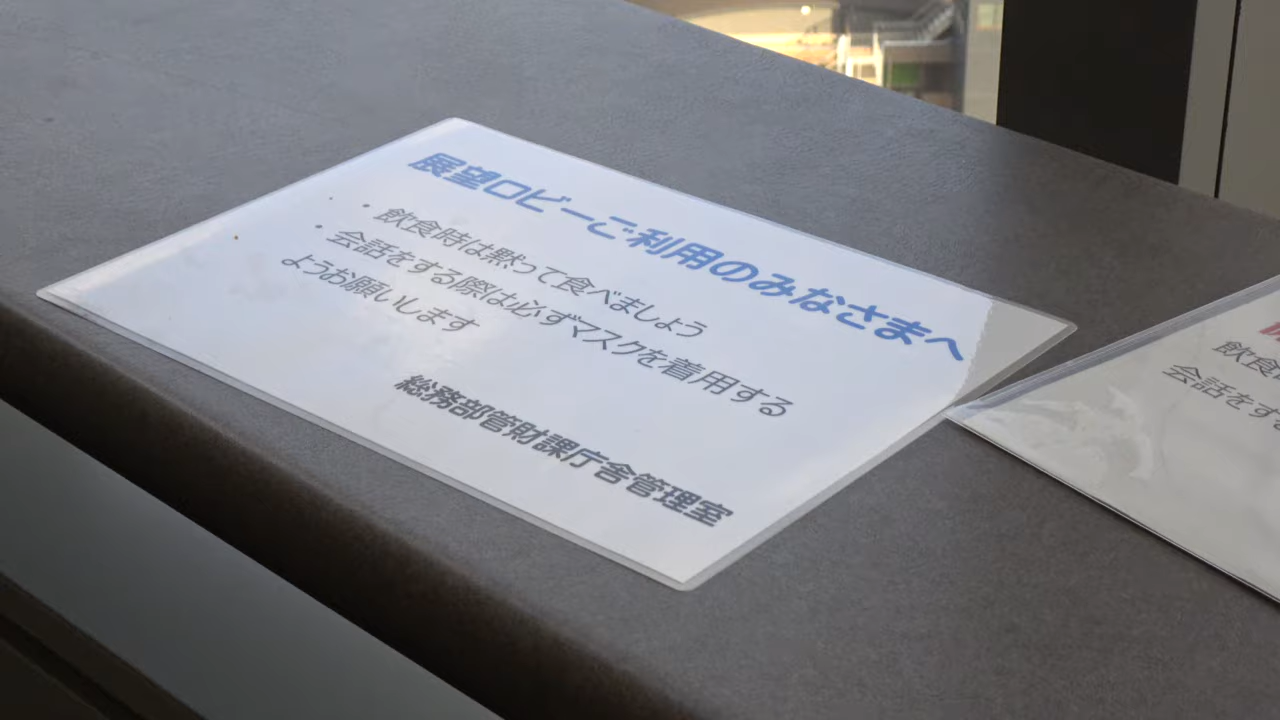 展望ロビーご利用のみなさまへ
・飲食時は黙って食べましょう
・会話をする際は必ずマスクを着用する
ようお願いします
総務部管財課庁舎管理室
飲食
会話をす